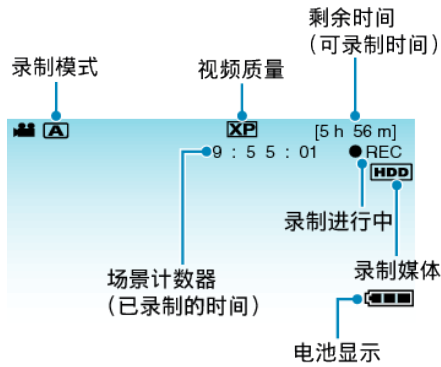 剩余时间
（可录制时间）
录制模式
视频质量
A
XP
[5 h 56 m]
9 : 5 5 : 01
●REC
HDD
录制进行中
录制媒体
场景计数器
（已录制的时间）
电池显示